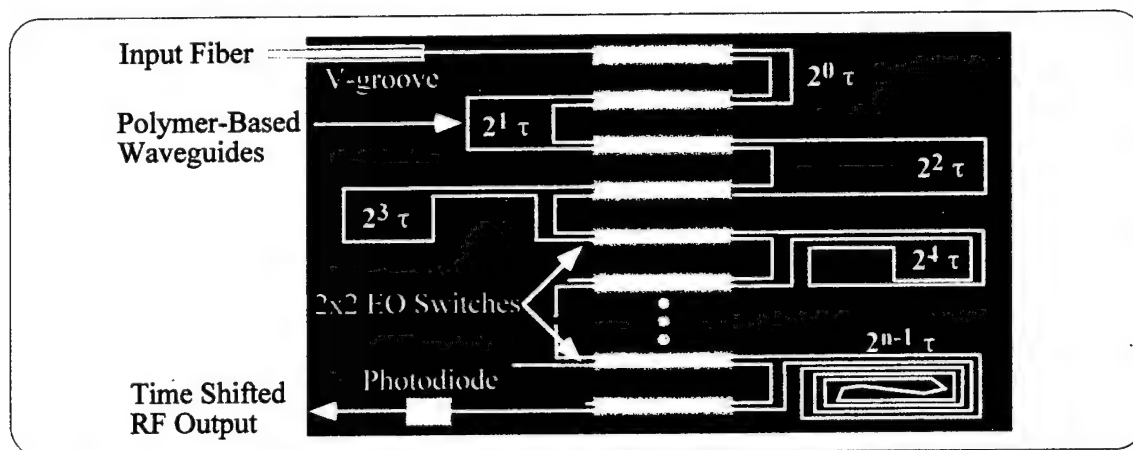 Input Fiber
V-groove
2⁰ τ
Polymer-Based
Waveguides
2¹ τ
2² τ
2³ τ
2⁴ τ
2x2 EO Switches
2ⁿ⁻¹ τ
Photodiode
Time Shifted
RF Output